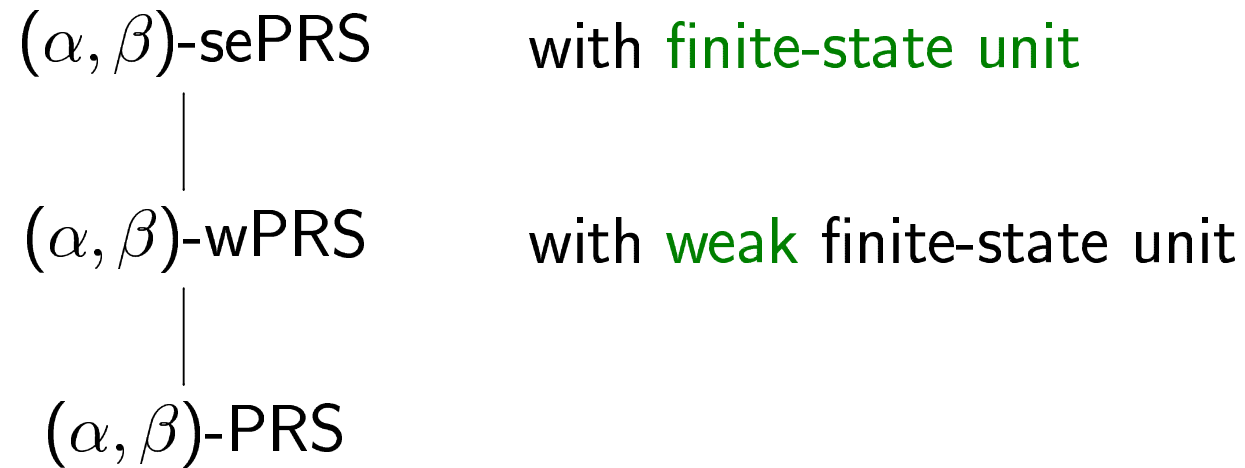 (α, β)-sePRS with finite-state unit
(α, β)-wPRS with weak finite-state unit
(α, β)-PRS